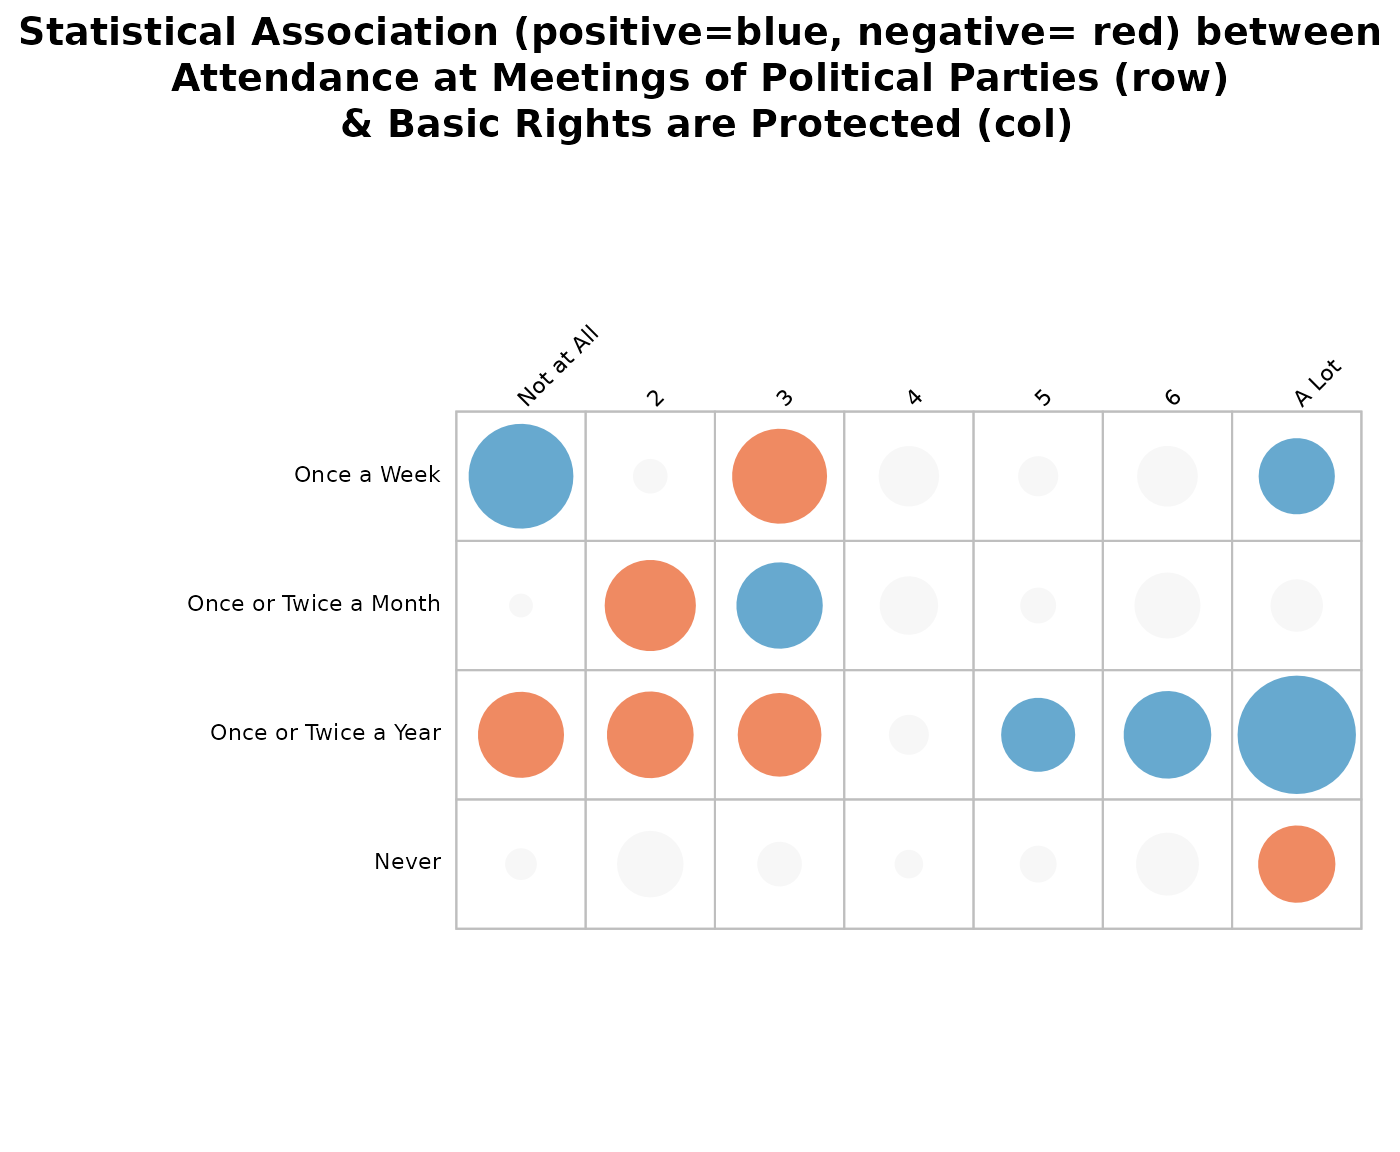 Statistical Association (positive=blue, negative= red) between
Attendance at Meetings of Political Parties (row)
& Basic Rights are Protected (col)
Not at All
2
3
4
5
6
A Lot
Once a Week
Once or Twice a Month
Once or Twice a Year
Never